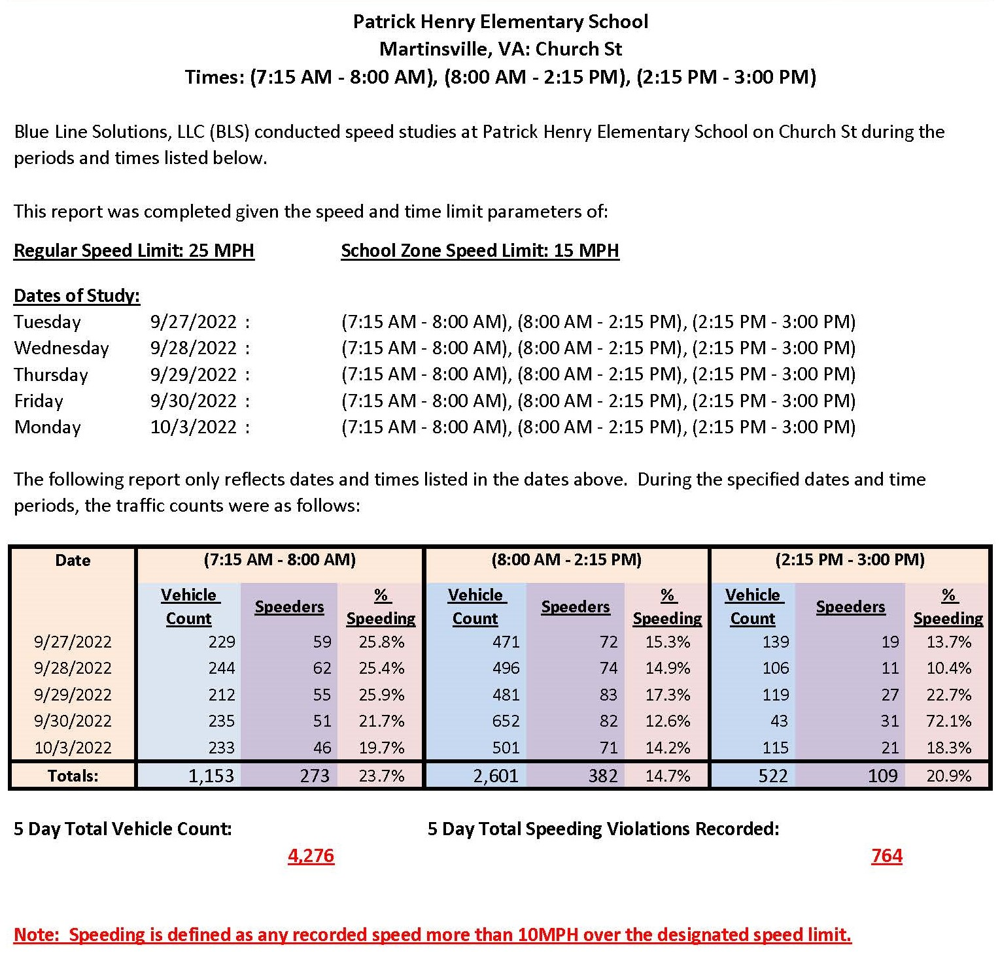 Patrick Henry Elementary School
Martinsville, VA: Church St
Times: (7:15 AM - 8:00 AM), (8:00 AM - 2:15 PM), (2:15 PM - 3:00 PM)
Blue Line Solutions, LLC (BLS) conducted speed studies at Patrick Henry Elementary School on Church St during the
periods and times listed below.
This report was completed given the speed and time limit parameters of:
Regular Speed Limit: 25 MPH School Zone Speed Limit: 15 MPH
Dates of Study:
Tuesday 9/27/2022 : (7:15 AM - 8:00 AM), (8:00 AM - 2:15 PM), (2:15 PM - 3:00 PM)
Wednesday 9/28/2022 : (7:15 AM - 8:00 AM), (8:00 AM - 2:15 PM), (2:15 PM - 3:00 PM)
Thursday 9/29/2022 : (7:15 AM - 8:00 AM), (8:00 AM - 2:15 PM), (2:15 PM - 3:00 PM)
Friday 9/30/2022 : (7:15 AM - 8:00 AM), (8:00 AM - 2:15 PM), (2:15 PM - 3:00 PM)
Monday 10/3/2022 : (7:15 AM - 8:00 AM), (8:00 AM - 2:15 PM), (2:15 PM - 3:00 PM)
The following report only reflects dates and times listed in the dates above. During the specified dates and time
periods, the traffic counts were as follows:
Date (7:15 AM - 8:00 AM) (8:00 AM - 2:15 PM) (2:15 PM - 3:00 PM)
Vehicle Count Speeders % Speeding Vehicle Count Speeders % Speeding Vehicle Count Speeders % Speeding
9/27/2022 229 59 25.8% 471 72 15.3% 139 19 13.7%
9/28/2022 244 62 25.4% 496 74 14.9% 106 11 10.4%
9/29/2022 212 55 25.9% 481 83 17.3% 119 27 22.7%
9/30/2022 235 51 21.7% 652 82 12.6% 43 31 72.1%
10/3/2022 233 46 19.7% 501 71 14.2% 115 21 18.3%
Totals: 1,153 273 23.7% 2,601 382 14.7% 522 109 20.9%
5 Day Total Vehicle Count: 5 Day Total Speeding Violations Recorded:
4,276 764
Note: Speeding is defined as any recorded speed more than 10MPH over the designated speed limit.